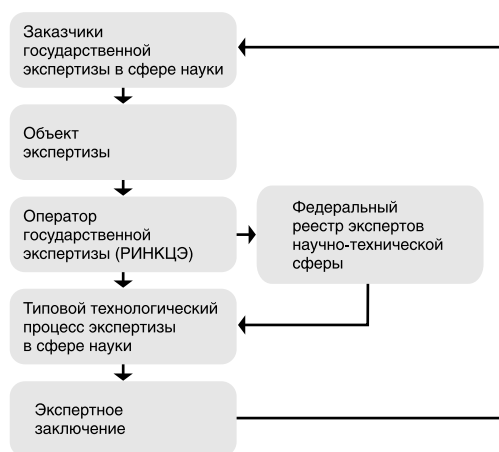 Заказчики
государственной
экспертизы в сфере науки
Объект
экспертизы
Оператор
государственной
экспертизы (РИНКЦЭ)
Федеральный
реестр экспертов
научно-технической
сферы
Типовой технологический
процесс экспертизы
в сфере науки
Экспертное
заключение